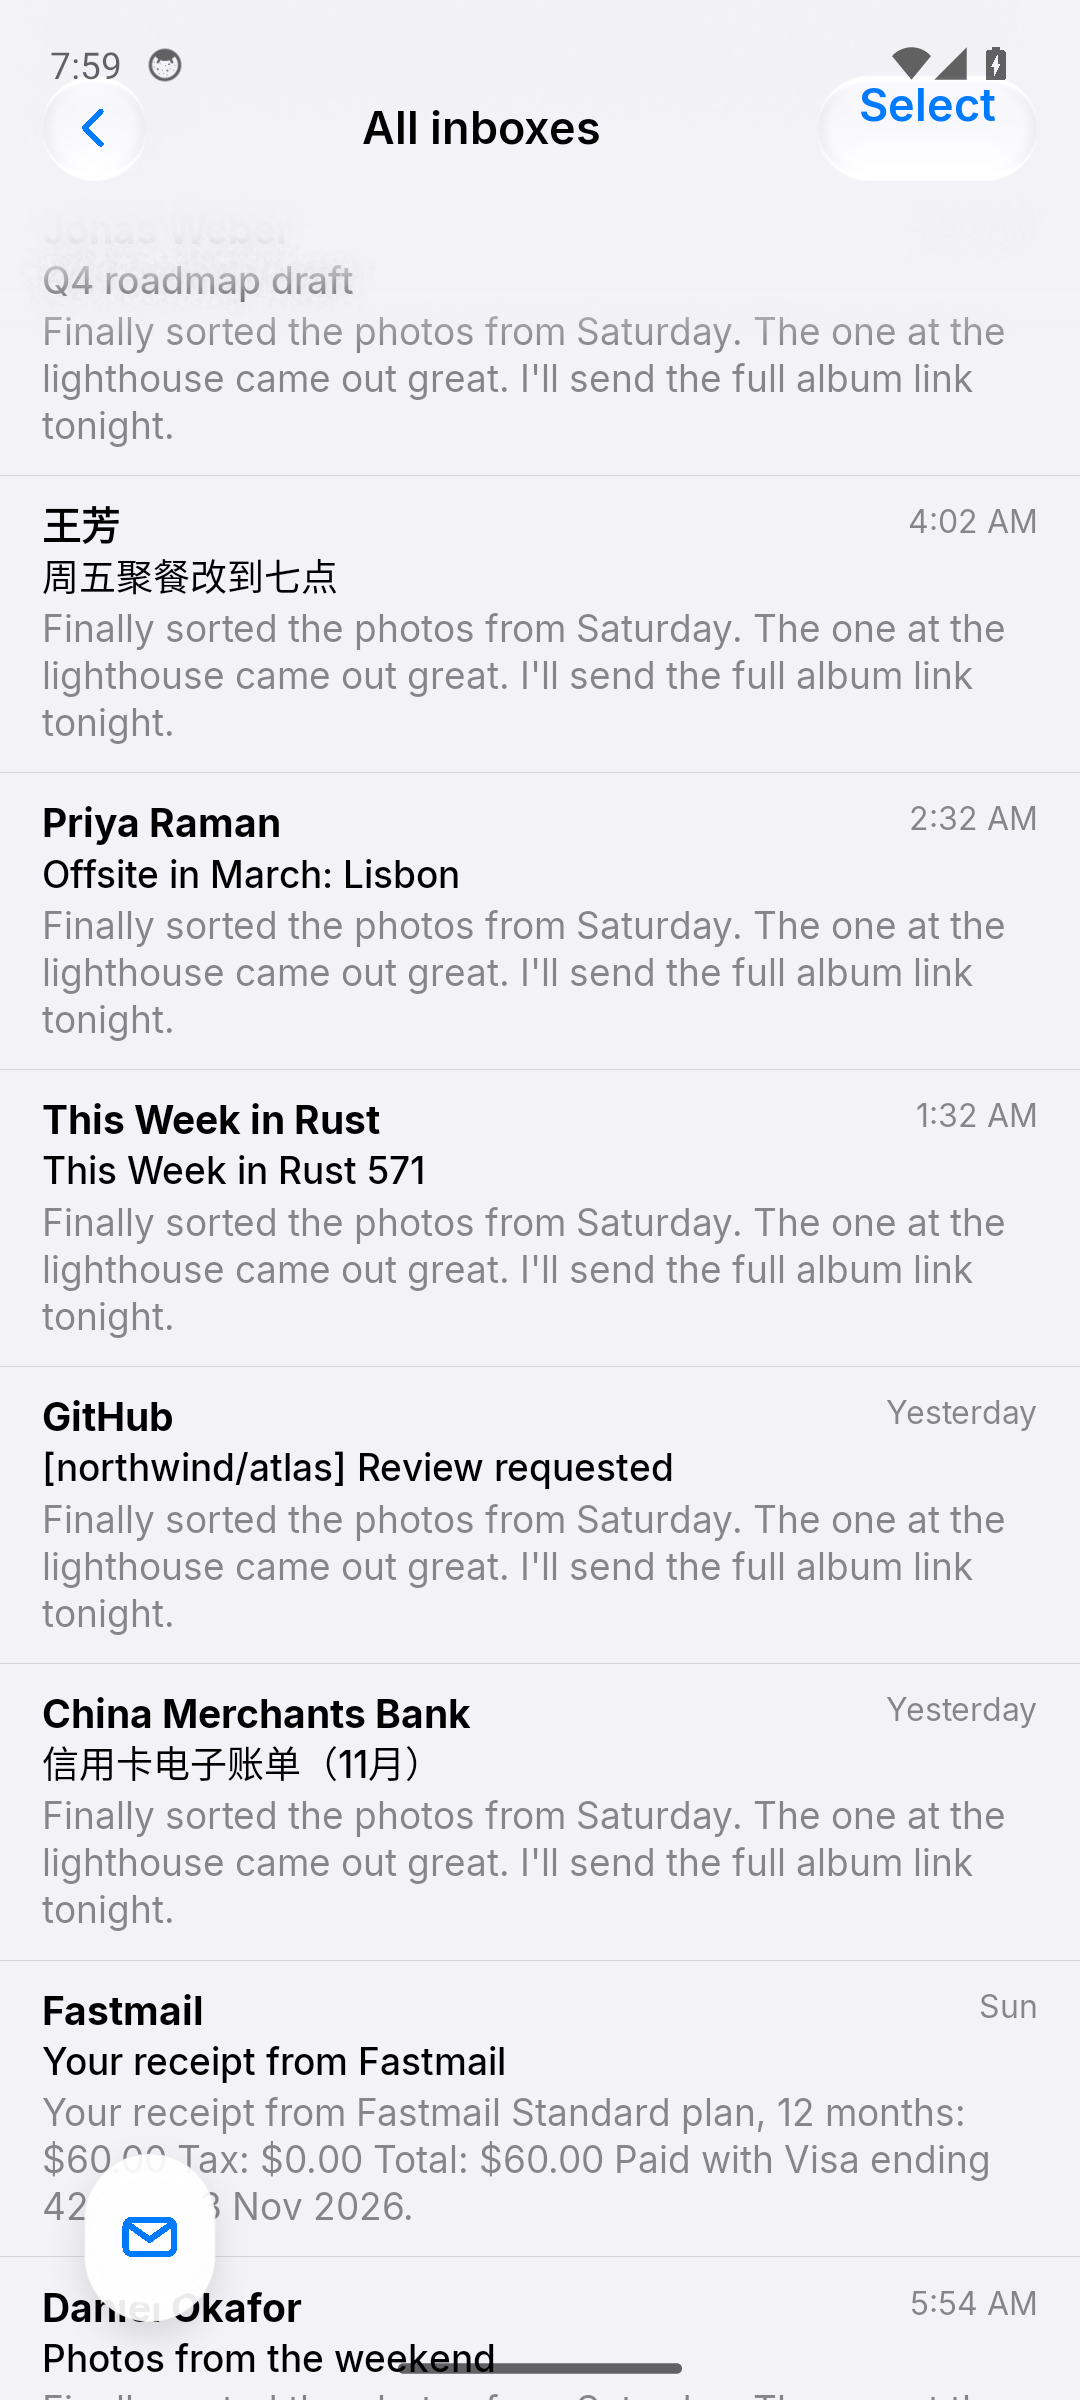 7:59
Select
All inboxes
Jonas Weber
Q4 roadmap draft
Finally sorted the photos from Saturday. The one at the
lighthouse came out great. I'll send the full album link
tonight.
王芳
4:02 AM
周五聚餐改到七点
Finally sorted the photos from Saturday. The one at the
lighthouse came out great. I'll send the full album link
tonight.
Priya Raman
2:32 AM
Offsite in March: Lisbon
Finally sorted the photos from Saturday. The one at the
lighthouse came out great. I'll send the full album link
tonight.
This Week in Rust
1:32 AM
This Week in Rust 571
Finally sorted the photos from Saturday. The one at the
lighthouse came out great. I'll send the full album link
tonight.
GitHub
Yesterday
[northwind/atlas] Review requested
Finally sorted the photos from Saturday. The one at the
lighthouse came out great. I'll send the full album link
tonight.
China Merchants Bank
Yesterday
信用卡电子账单（11月）
Finally sorted the photos from Saturday. The one at the
lighthouse came out great. I'll send the full album link
tonight.
Fastmail
Sun
Your receipt from Fastmail
Your receipt from Fastmail Standard plan, 12 months:
$60.00 Tax: $0.00 Total: $60.00 Paid with Visa ending
Nov 2026.
Daniel Okafor
5:54 AM
Photos from the weekend